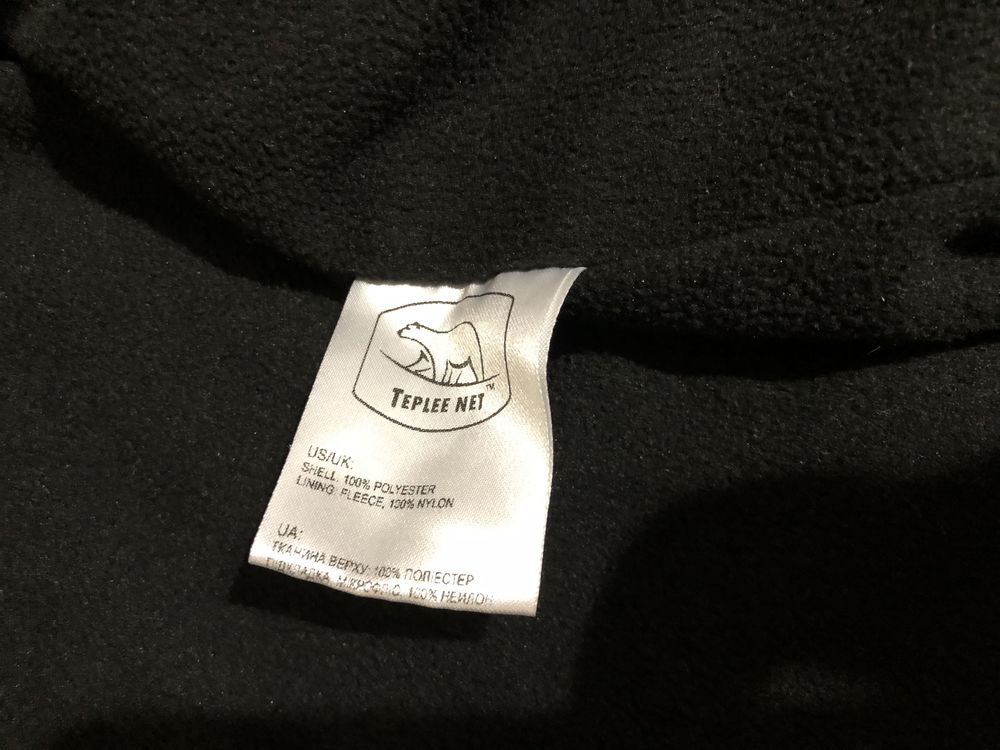 TEPLEE NET™
US/UK:
SHELL: 100% POLYESTER
LINING: FLEECE, 100% NYLON
UA:
ТКАНИНА ВЕРХУ: 100% ПОЛІЕСТЕР
ПІДКЛАДКА: МІКРОФЛІС, 100% НЕЙЛОН